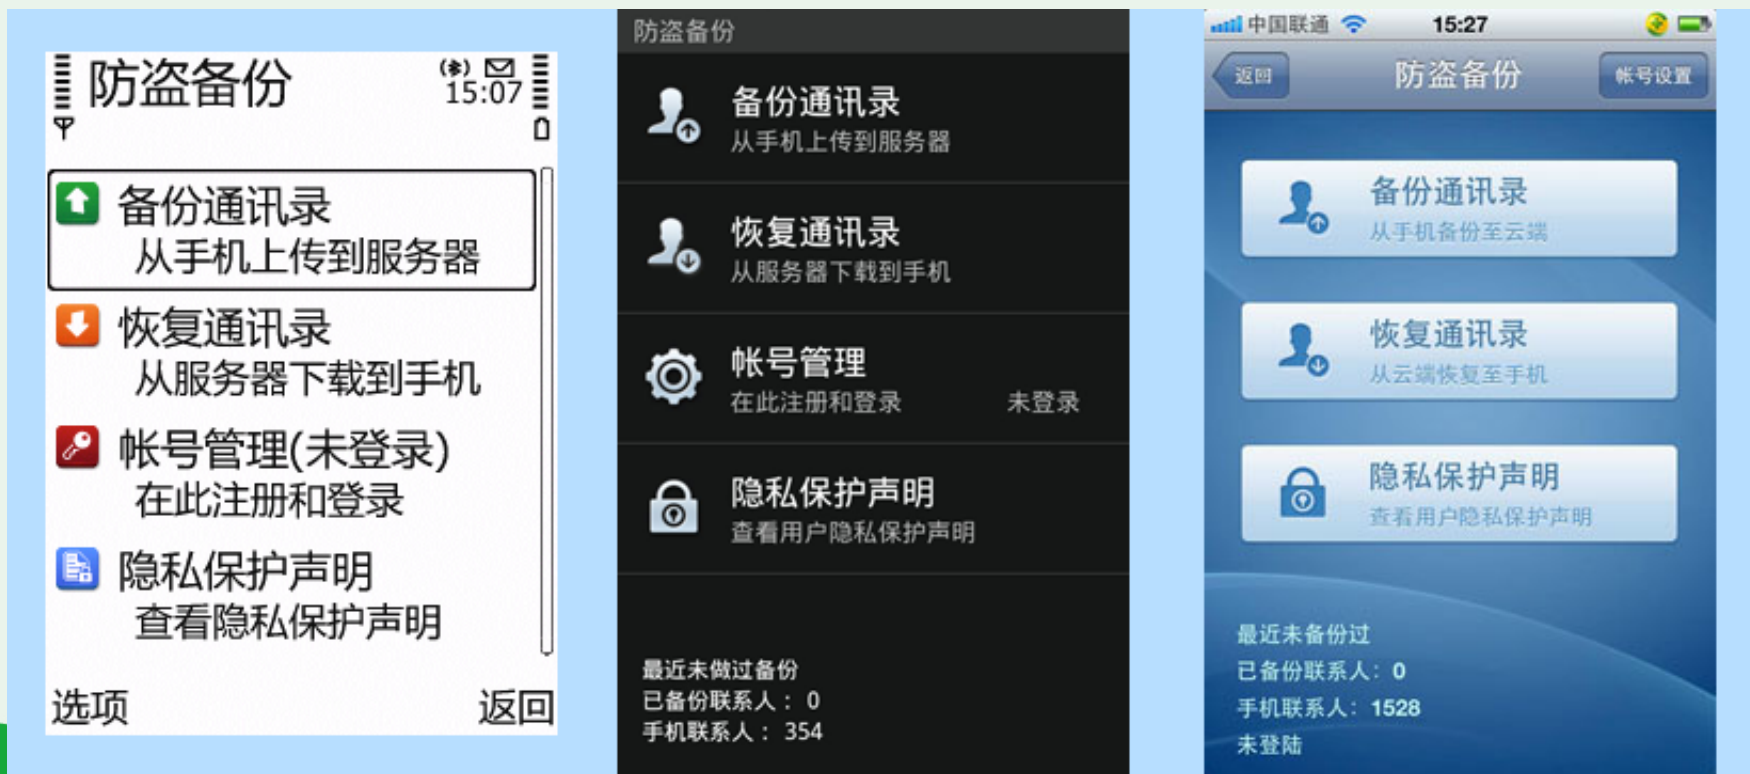 防盗备份
15:07
备份通讯录
从手机上传到服务器
恢复通讯录
从服务器下载到手机
帐号管理(未登录)
在此注册和登录
隐私保护声明
查看隐私保护声明
选项 返回
防盗备份
备份通讯录
从手机上传到服务器
恢复通讯录
从服务器下载到手机
帐号管理
在此注册和登录 未登录
隐私保护声明
查看用户隐私保护声明
最近未做过备份
已备份联系人： 0
手机联系人： 354
中国联通 15:27
返回 防盗备份 帐号设置
备份通讯录
从手机备份至云端
恢复通讯录
从云端恢复至手机
隐私保护声明
查看用户隐私保护声明
最近未备份过
已备份联系人：0
手机联系人：1528
未登陆